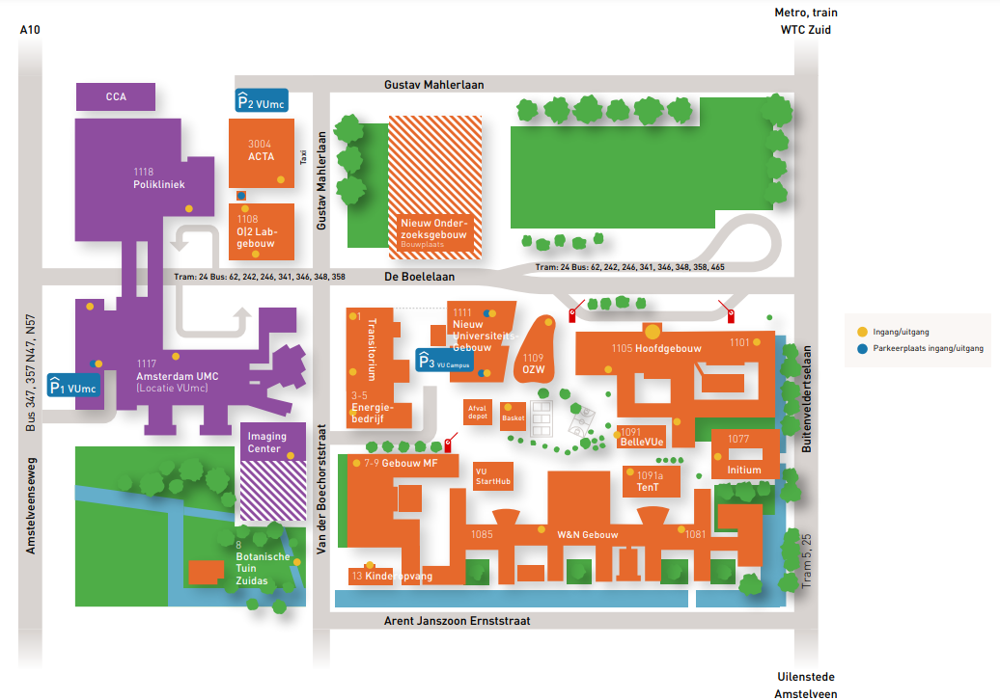 Metro, train
WTC Zuid
A10
CCA
Gustav Mahlerlaan
P2 VUmc
3004
ACTA
Taxi
Gustav Mahlerlaan
1118
Polikliniek
1108
O|2 Lab-
gebouw
Nieuw Onder-
zoeksgebouw
Bouwplaats
Tram: 24 Bus: 62, 242, 246, 341, 346, 348, 358
De Boelelaan
Tram: 24 Bus: 62, 242, 246, 341, 346, 348, 358, 465
1
Transitorium
1111
Nieuw
Universiteits-
Gebouw
P3 VU Campus
1109
OZW
1105 Hoofdgebouw
1101
Ingang/uitgang
Parkeerplaats ingang/uitgang
Bus 347, 357 N47, N57
P1 VUmc
1117
Amsterdam UMC
(Locatie VUmc)
3-5
Energie-
bedrijf
Afval
depot
Basket
1091
BelleVUe
1077
Initium
Buitenveldertselaan
Imaging
Center
Van der Boechorststraat
7-9 Gebouw MF
VU
StartHub
1091a
TenT
Amstelveenseweg
8
Botanische
Tuin
Zuidas
1085
W&N Gebouw
1081
Tram 5, 25
13 Kinderopvang
Arent Janszoon Ernststraat
Uilenstede
Amstelveen